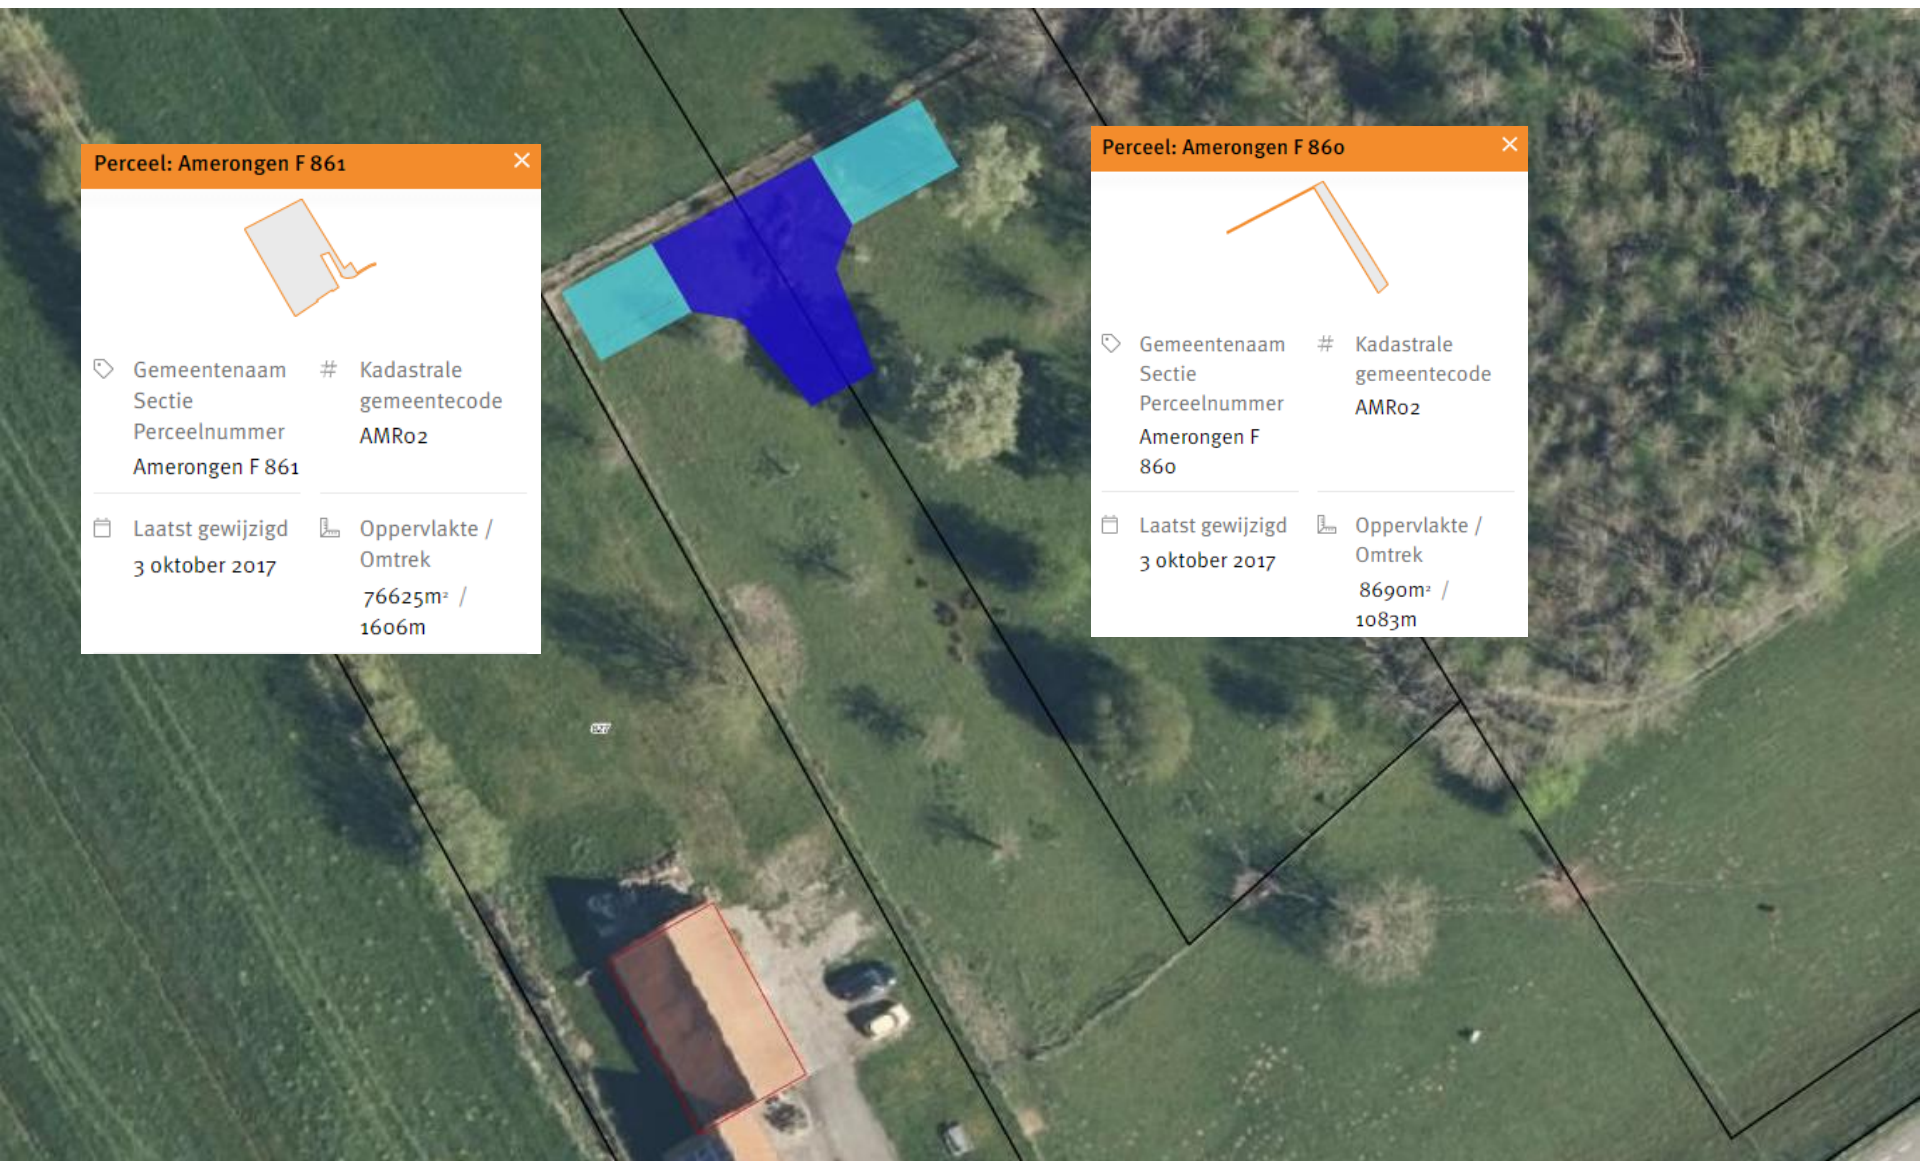 Perceel: Amerongen F 861
Gemeentenaam
Sectie
Perceelnummer
Amerongen F 861
Kadastrale
gemeentecode
AMR02
Laatst gewijzigd
3 oktober 2017
Oppervlakte /
Omtrek
76625m² /
1606m
Perceel: Amerongen F 860
Gemeentenaam
Sectie
Perceelnummer
Amerongen F
860
Kadastrale
gemeentecode
AMR02
Laatst gewijzigd
3 oktober 2017
Oppervlakte /
Omtrek
8690m² /
1083m